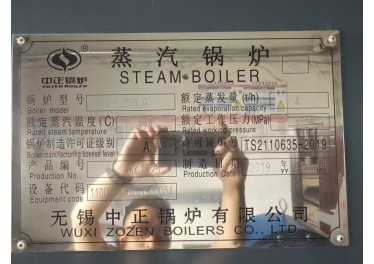 蒸汽锅炉
STEAM BOILER
中正锅炉
ZOZEN BOILER
锅炉型号
Boiler model
额定蒸发量(t/h) 4
Rated evaporation capacity
额定蒸汽温度(℃)
Rated steam temperature
额定工作压力(MPa)
Rated working pressure
锅炉制造许可证级别 A
Boiler manufacturing license level
许可证编号 TS2110635-2019
产品编号
Production No.
制造日期 2019
Production Date
设备代码
Equipment code
无锡中正锅炉有限公司
WUXI ZOZEN BOILERS CO., LTD